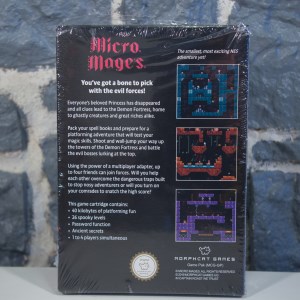 Micro
Mages
The smallest, most exciting NES
adventure yet!
You've got a bone to pick
with the evil forces!
Everyone's beloved Princess has disappeared
and all clues lead to the Demon Fortress, home
to ghastly creatures and great riches alike.
Pack your spell books and prepare for a
platforming adventure that will test your
magic skills. Shoot and wall-jump your way up
the towers of the Demon Fortress and battle
the evil bosses lurking at the top.
Using the power of a multiplayer adapter, up
to four friends can join forces. Will you help
each other overcome the dangerous traps built
to stop nosy adventurers or will you turn on
your comrades to snatch the high score?
This game cartridge contains:
• 40 kilobytes of platforming fun
• 26 spooky levels
• Password function
• Ancient secrets
• 1 to 4 players simultaneous
MORPHCAT GAMES
Game Pak (MCG-UP)